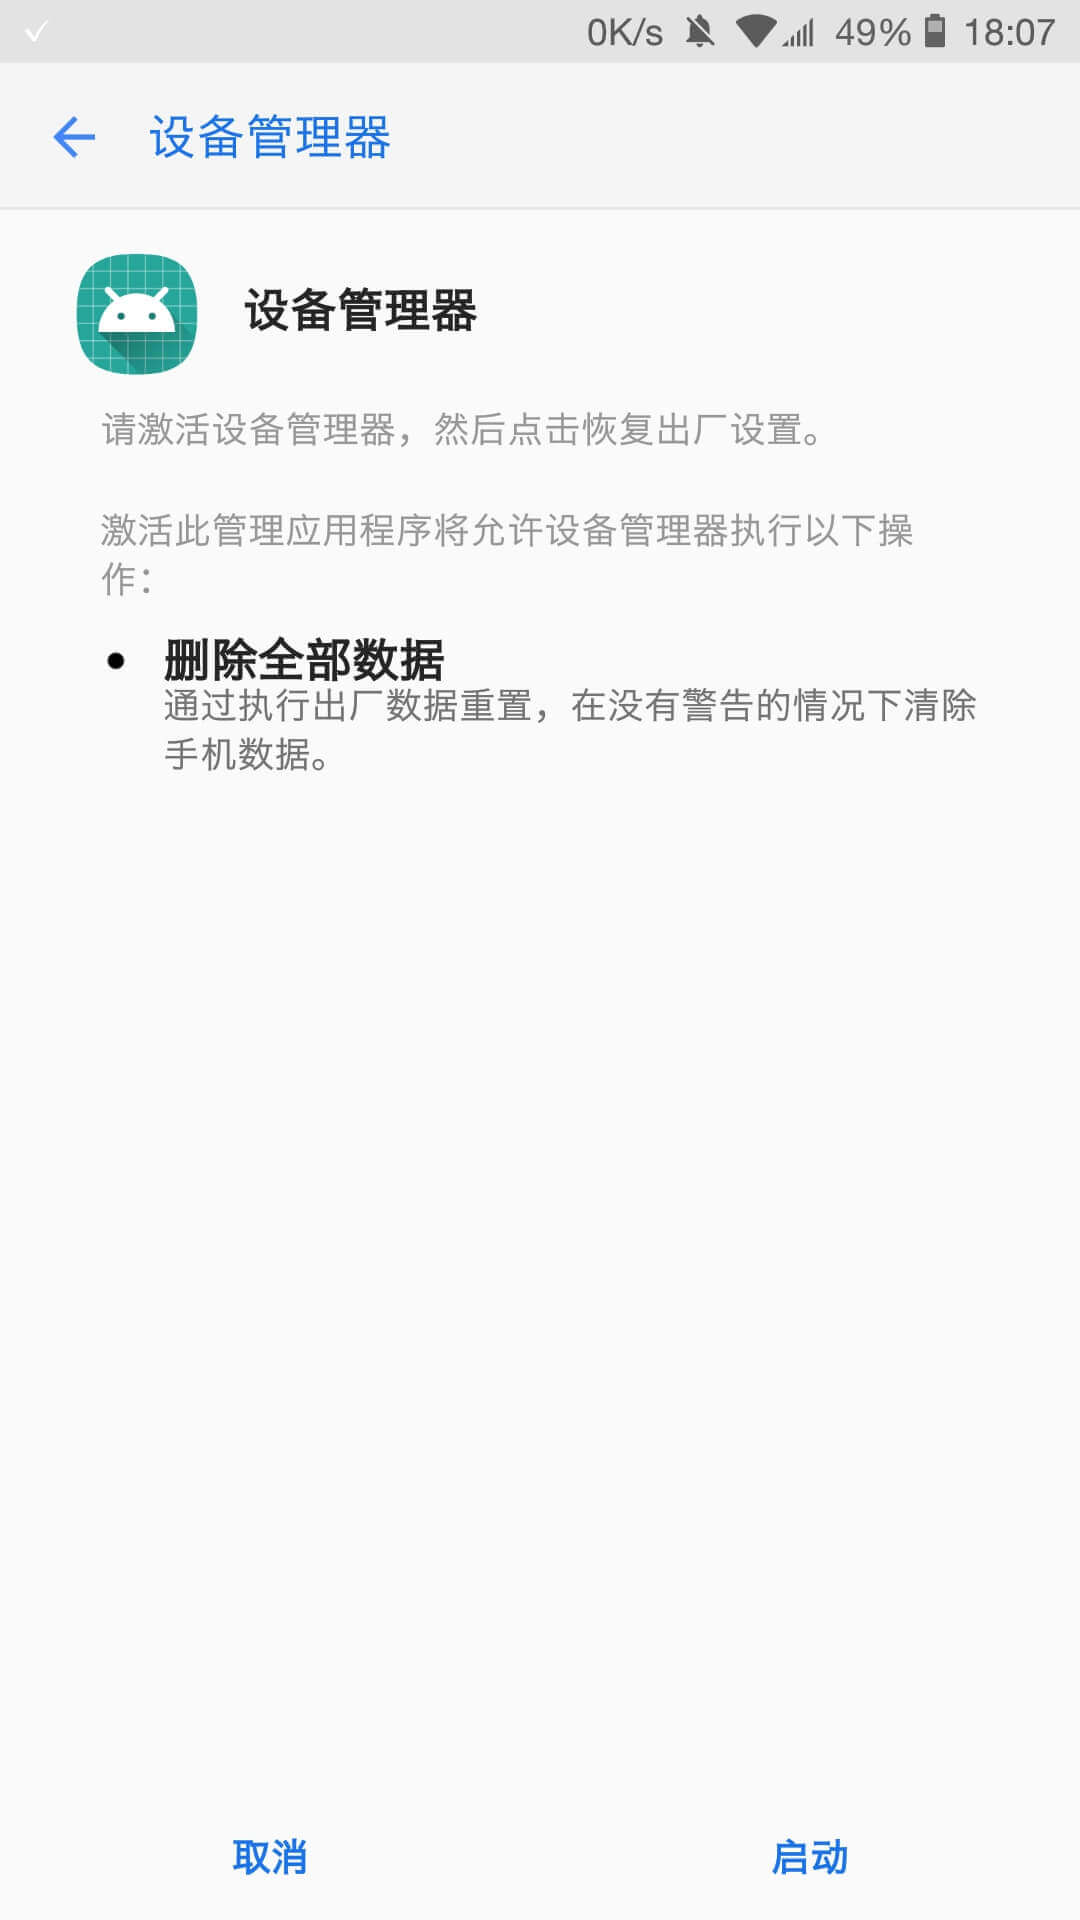 0K/s 49% 18:07
设备管理器
设备管理器
请激活设备管理器，然后点击恢复出厂设置。
激活此管理应用程序将允许设备管理器执行以下操
作：
• 删除全部数据
通过执行出厂数据重置，在没有警告的情况下清除
手机数据。
取消 启动